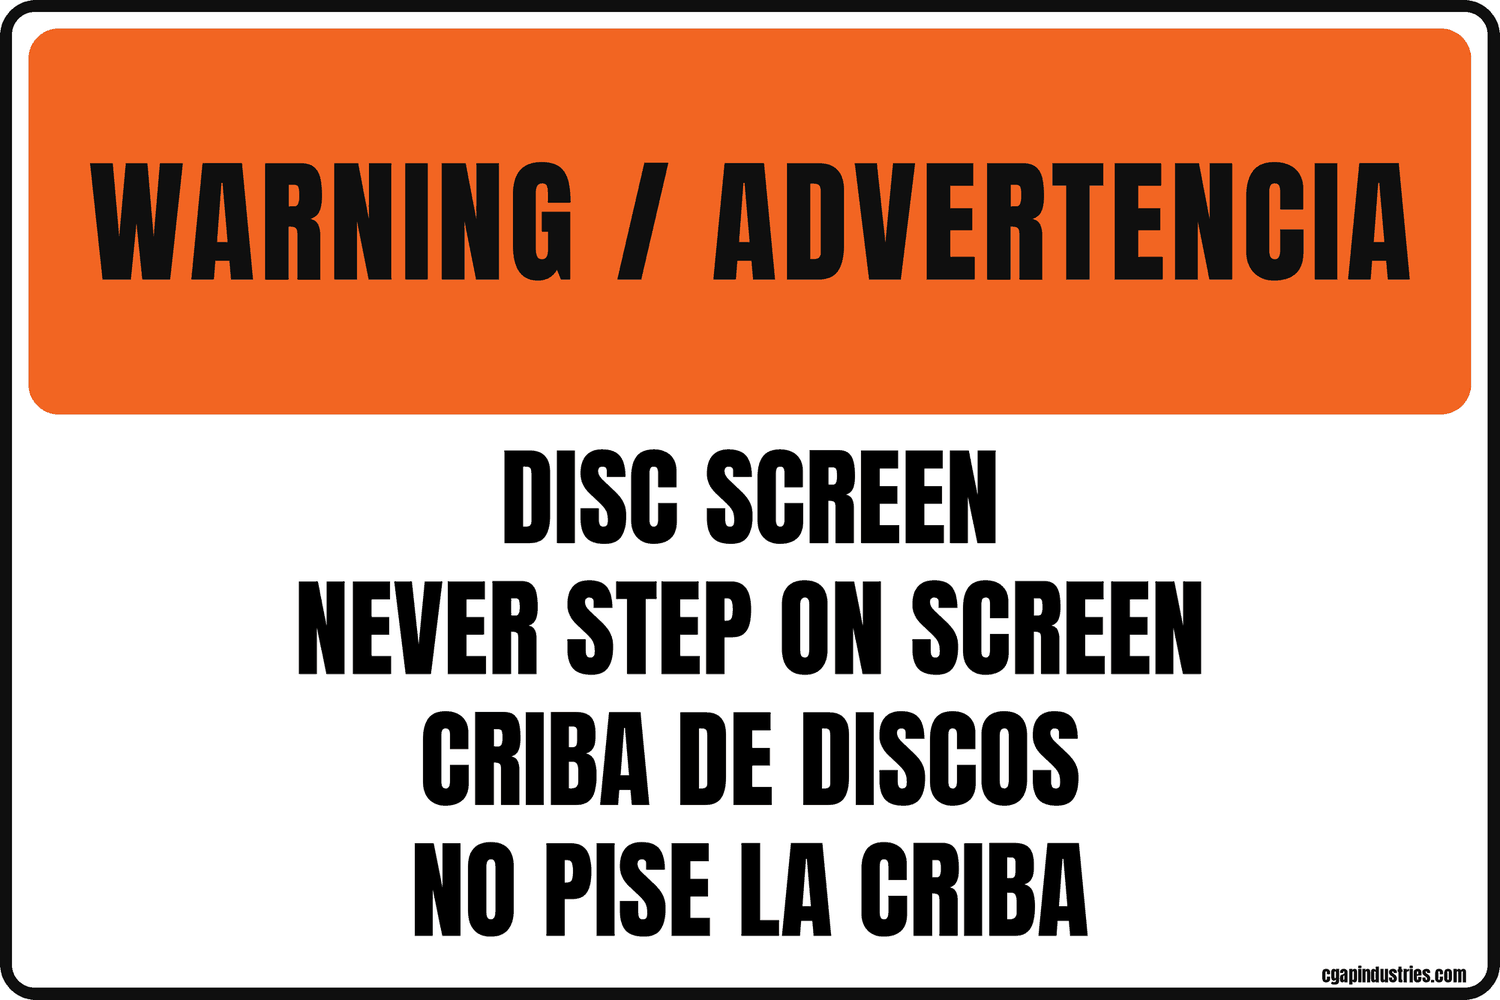 WARNING / ADVERTENCIA
DISC SCREEN
NEVER STEP ON SCREEN
CRIBA DE DISCOS
NO PISE LA CRIBA
cgapindustries.com